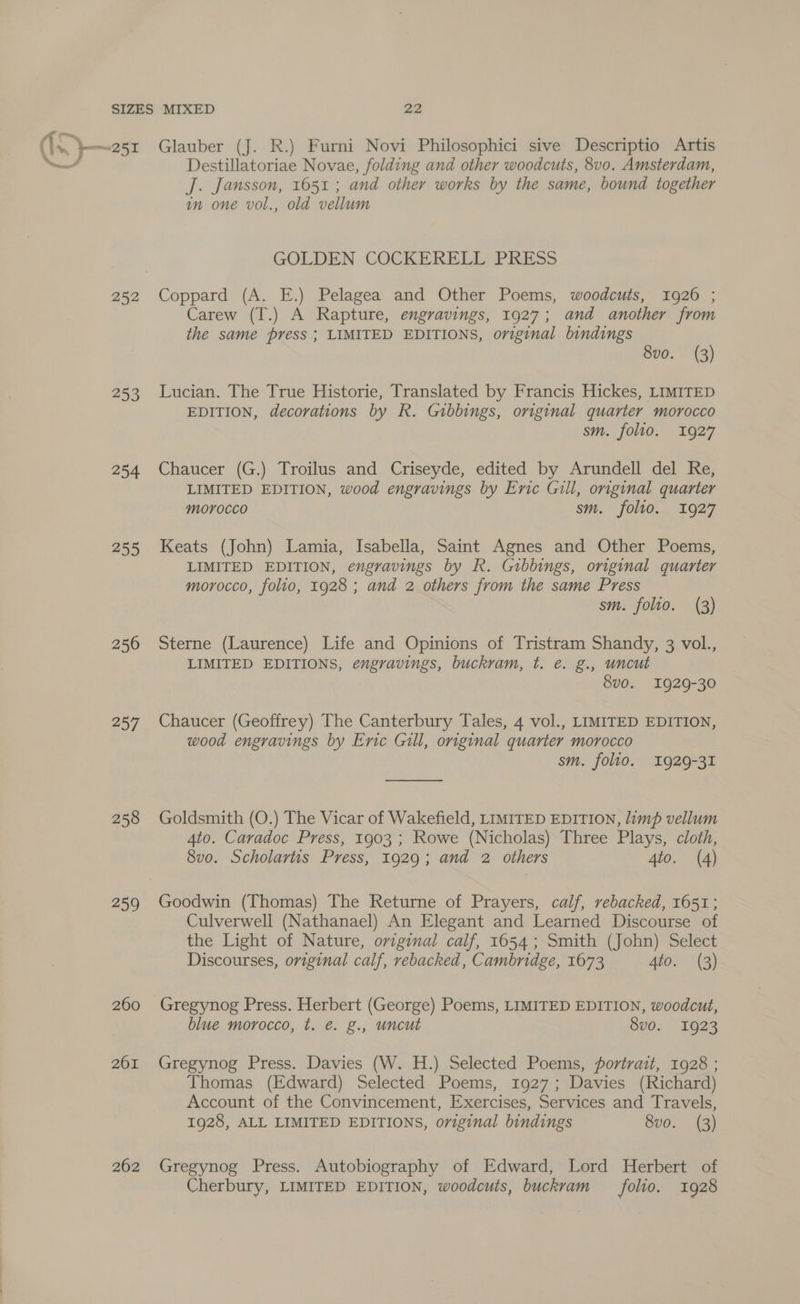 SIZES MIXED 22
251 Glauber (J. R.) Furni Novi Philosophici sive Descriptio Artis
Destillatoriae Novae, folding and other woodcuts, 8vo. Amsterdam,
J. Jansson, 1651; and other works by the same, bound together
in one vol., old vellum
GOLDEN COCKERELL PRESS
252 Coppard (A. E.) Pelagea and Other Poems, woodcuts, 1926 ;
Carew (T.) A Rapture, engravings, 1927; and another from
the same press; LIMITED EDITIONS, original bindings
8vo. (3)
253 Lucian. The True Historie, Translated by Francis Hickes, LIMITED
EDITION, decorations by R. Gibbings, original quarter morocco
sm. folio. 1927
254 Chaucer (G.) Troilus and Criseyde, edited by Arundell del Re,
LIMITED EDITION, wood engravings by Eric Gill, original quarter
morocco sm. folio. 1927
255 Keats (John) Lamia, Isabella, Saint Agnes and Other Poems,
LIMITED EDITION, engravings by R. Gibbings, original quarter
morocco, folio, 1928; and 2 others from the same Press
sm. folio. (3)
256 Sterne (Laurence) Life and Opinions of Tristram Shandy, 3 vol.,
LIMITED EDITIONS, engravings, buckram, t. e. g., uncut
8vo. 1929-30
257 Chaucer (Geoffrey) The Canterbury Tales, 4 vol., LIMITED EDITION,
wood engravings by Eric Gill, original quarter morocco
sm. folio. 1929-31
258 Goldsmith (O.) The Vicar of Wakefield, LIMITED EDITION, limp vellum
4to. Caradoc Press, 1903; Rowe (Nicholas) Three Plays, cloth,
8vo. Scholartis Press, 1929; and 2 others 4to. (4)
259 Goodwin (Thomas) The Returne of Prayers, calf, rebacked, 1651;
Culverwell (Nathanael) An Elegant and Learned Discourse of
the Light of Nature, original calf, 1654; Smith (John) Select
Discourses, original calf, rebacked, Cambridge, 1673 4to. (3)
260 Gregynog Press. Herbert (George) Poems, LIMITED EDITION, woodcut,
blue morocco, t. e. g., uncut 8vo. 1923
261 Gregynog Press. Davies (W. H.) Selected Poems, portrait, 1928 ;
Thomas (Edward) Selected Poems, 1927; Davies (Richard)
Account of the Convincement, Exercises, Services and Travels,
1928, ALL LIMITED EDITIONS, original bindings 8vo. (3)
262 Gregynog Press. Autobiography of Edward, Lord Herbert of
Cherbury, LIMITED EDITION, woodcuts, buckram folio. 1928